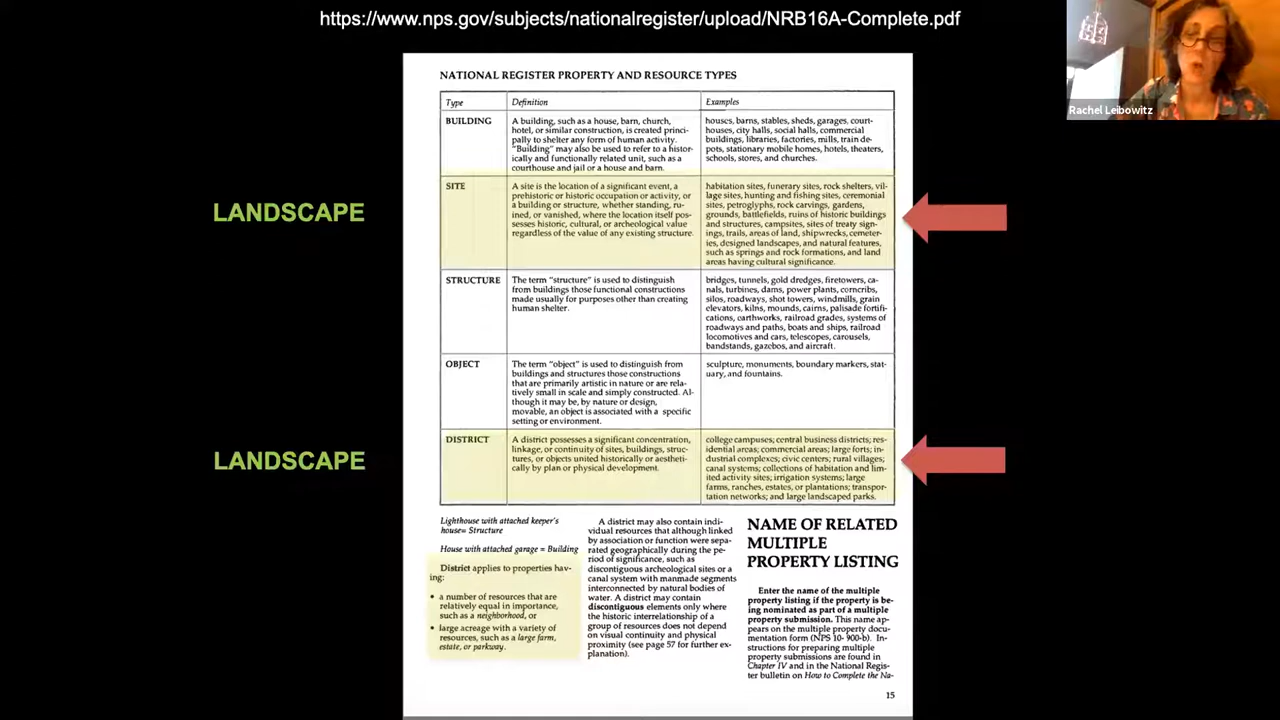 https://www.nps.gov/subjects/nationalregister/upload/NRB16A-Complete.pdf
Rachel Leibowitz
NATIONAL REGISTER PROPERTY AND RESOURCE TYPES
Type
Definition
Examples
BUILDING
A building, such as a house, barn, church,
hotel, or similar construction, is created princi-
pally to shelter any form of human activity.
"Building" may also be used to refer to a histor-
ically and functionally related unit, such as a
courthouse and jail or a house and barn.
houses, barns, stables, sheds, garages, court-
houses, city halls, social halls, commercial
buildings, libraries, factories, mills, train de-
pots, stationary mobile homes, hotels, theaters,
schools, stores, and churches.
LANDSCAPE
SITE
A site is the location of a significant event, a
prehistoric or historic occupation or activity, or
a building or structure, whether standing, ru-
ined, or vanished, where the location itself pos-
sesses historic, cultural, or archeological value
regardless of the value of any existing structure.
habitation sites, funerary sites, rock shelters, vil-
lage sites, hunting and fishing sites, ceremonial
sites, petroglyphs, rock carvings, gardens,
grounds, battlefields, ruins of historic buildings
and structures, campsites, sites of treaty sign-
ings, trails, areas of land, shipwrecks, cemeter-
ies, designed landscapes, and natural features,
such as springs and rock formations, and land
areas having cultural significance.
STRUCTURE
The term "structure" is used to distinguish
from buildings those functional constructions
made usually for purposes other than creating
human shelter.
bridges, tunnels, gold dredges, firetowers, ca-
nals, turbines, dams, power plants, corncribs,
silos, roadways, shot towers, windmills, grain
elevators, kilns, mounds, cairns, palisade fortifi-
cations, earthworks, railroad grades, systems of
roadways and paths, boats and ships, railroad
locomotives and cars, telescopes, carousels,
bandstands, gazebos, and aircraft.
OBJECT
The term "object" is used to distinguish from
buildings and structures those constructions
that are primarily artistic in nature or are rela-
tively small in scale and simply constructed. Al-
though it may be, by nature or design,
movable, an object is associated with a specific
setting or environment.
sculpture, monuments, boundary markers, stat-
uary, and fountains.
LANDSCAPE
DISTRICT
A district possesses a significant concentration,
linkage, or continuity of sites, buildings, struc-
tures, or objects united historically or aestheti-
cally by plan or physical development.
college campuses; central business districts; res-
idential areas; commercial areas; large forts; in-
dustrial complexes; civic centers; rural villages;
canal systems; collections of habitation and lim-
ited activity sites; irrigation systems; large
farms, ranches, estates, or plantations; transpor-
tation networks; and large landscaped parks.
Lighthouse with attached keeper's
house= Structure
House with attached garage = Building
District applies to properties hav-
ing:
• a number of resources that are
relatively equal in importance,
such as a neighborhood, or
• large acreage with a variety of
resources, such as a large farm,
estate, or parkway.
A district may also contain indi-
vidual resources that although linked
by association or function were sepa-
rated geographically during the pe-
riod of significance, such as
discontiguous archeological sites or a
canal system with manmade segments
interconnected by natural bodies of
water. A district may contain
discontiguous elements only where
the historic interrelationship of a
group of resources does not depend
on visual continuity and physical
proximity (see page 57 for further ex-
planation).
NAME OF RELATED
MULTIPLE
PROPERTY LISTING
Enter the name of the multiple
property listing if the property is be-
ing nominated as part of a multiple
property submission. This name ap-
pears on the multiple property docu-
mentation form (NPS 10- 900-b). In-
structions for preparing multiple
property submissions are found in
Chapter IV and in the National Regis-
ter bulletin on How to Complete the Na-
15